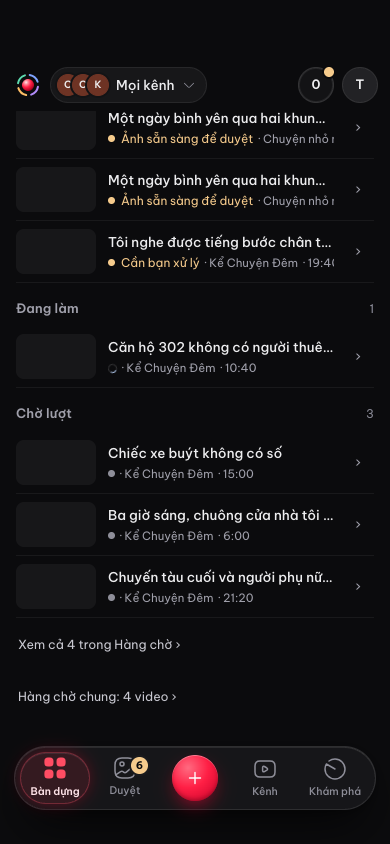 C C K Mọi kênh 0 T
Một ngày bình yên qua hai khun...
Ảnh sẵn sàng để duyệt · Chuyện nhỏ
Một ngày bình yên qua hai khun...
Ảnh sẵn sàng để duyệt · Chuyện nhỏ
Tôi nghe được tiếng bước chân t...
Cần bạn xử lý · Kể Chuyện Đêm · 19:40
Đang làm 1
Căn hộ 302 không có người thuê...
· Kể Chuyện Đêm · 10:40
Chờ lượt 3
Chiếc xe buýt không có số
· Kể Chuyện Đêm · 15:00
Ba giờ sáng, chuông cửa nhà tôi ...
· Kể Chuyện Đêm · 6:00
Chuyến tàu cuối và người phụ nữ...
· Kể Chuyện Đêm · 21:20
Xem cả 4 trong Hàng chờ ›
Hàng chờ chung: 4 video ›
6
Bàn dựng Duyệt + Kênh Khám phá